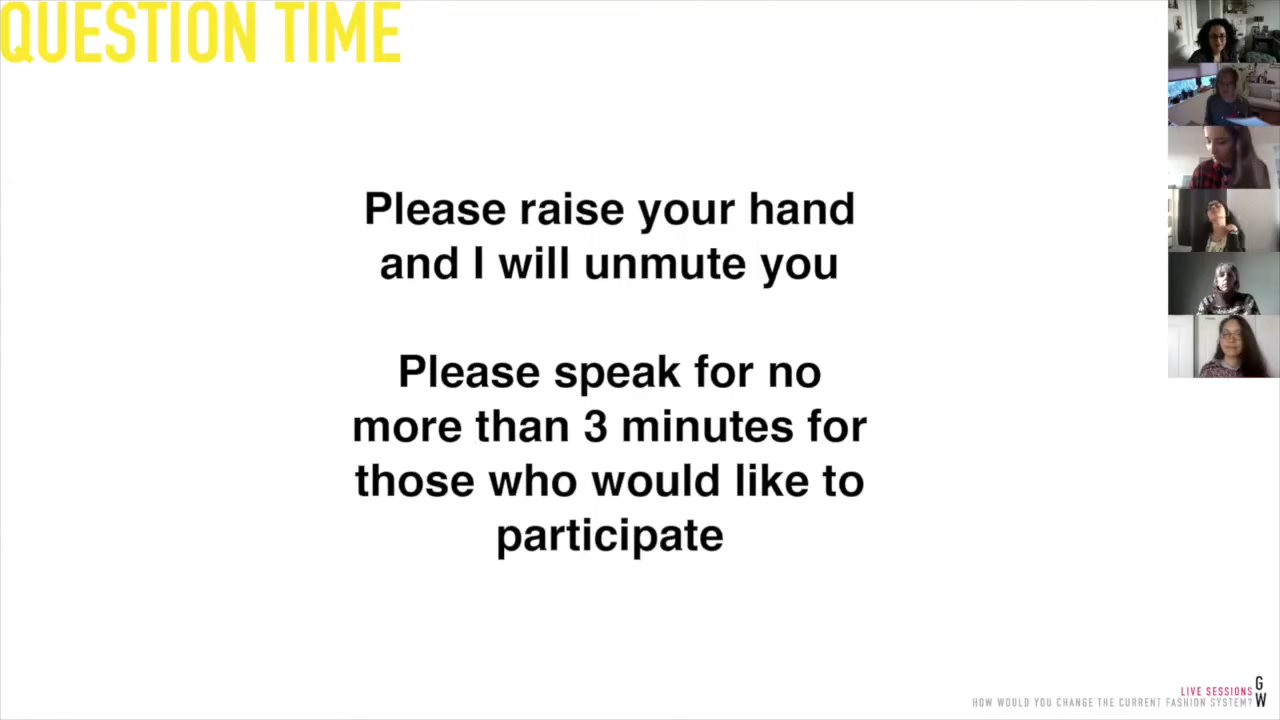 QUESTION TIME
Please raise your hand
and I will unmute you
Please speak for no
more than 3 minutes for
those who would like to
participate
LIVE SESSIONS
HOW WOULD YOU CHANGE THE CURRENT FASHION SYSTEM?
G
W